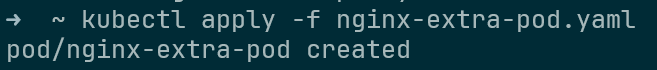 ➜  ~ kubectl apply -f nginx-extra-pod.yaml
pod/nginx-extra-pod created